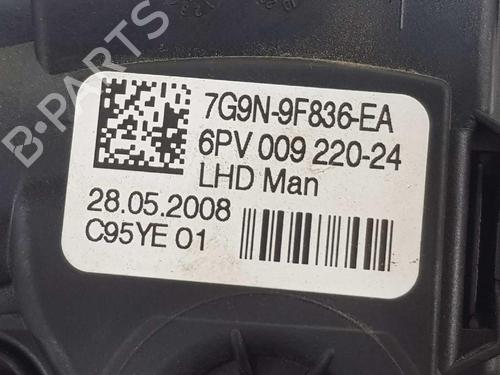 B-PARTS
7G9N-9F836-EA
6PV 009 220-24
LHD Man
28.05.2008
C95YE 01